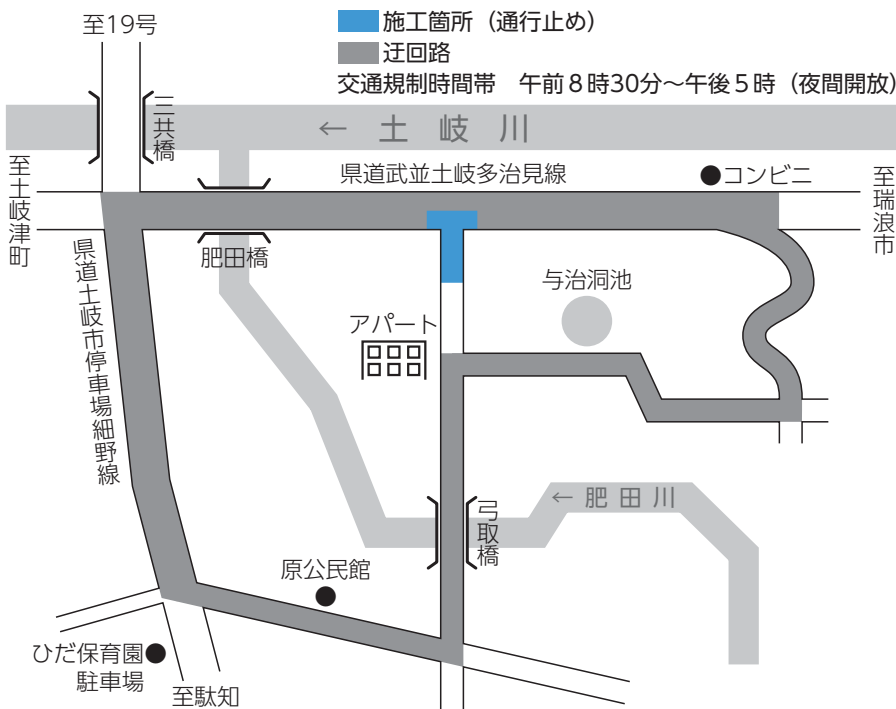 至19号
施工箇所（通行止め）
迂回路
交通規制時間帯　午前８時30分～午後５時（夜間開放）
三共橋
← 土岐川
至土岐津町
県道武並土岐多治見線
コンビニ
至瑞浪市
肥田橋
県道土岐市停車場細野線
与治洞池
アパート
← 肥田川
弓取橋
原公民館
ひだ保育園
駐車場
至駄知